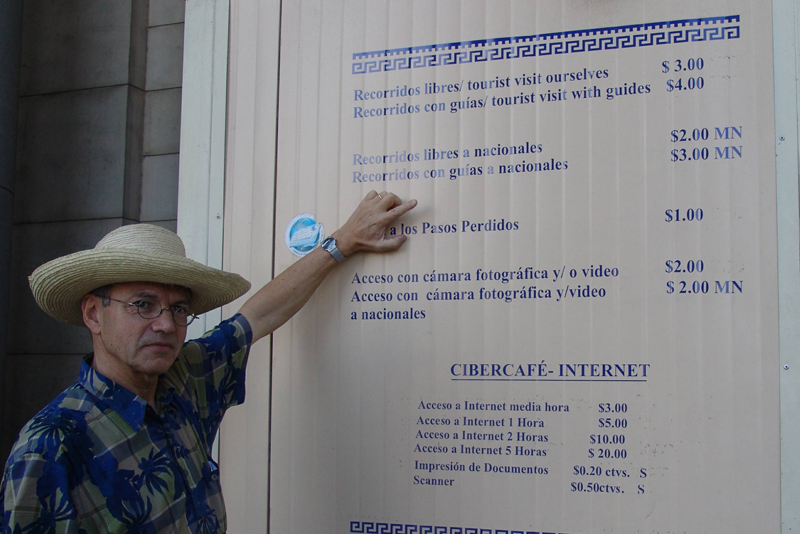 Recorridos libres/ tourist visit ourselves $ 3.00
Recorridos con guías/ tourist visit with guides $4.00
Recorridos libres a nacionales $2.00 MN
Recorridos con guías a nacionales $3.00 MN
a los Pasos Perdidos $1.00
Acceso con cámara fotográfica y/ o video $2.00
Acceso con cámara fotográfica y/video $ 2.00 MN
a nacionales
CIBERCAFÉ- INTERNET
Acceso a Internet media hora $3.00
Acceso a Internet 1 Hora $5.00
Acceso a Internet 2 Horas $10.00
Acceso a Internet 5 Horas $ 20.00
Impresión de Documentos $0.20 ctvs. S
Scanner $0.50ctvs. S